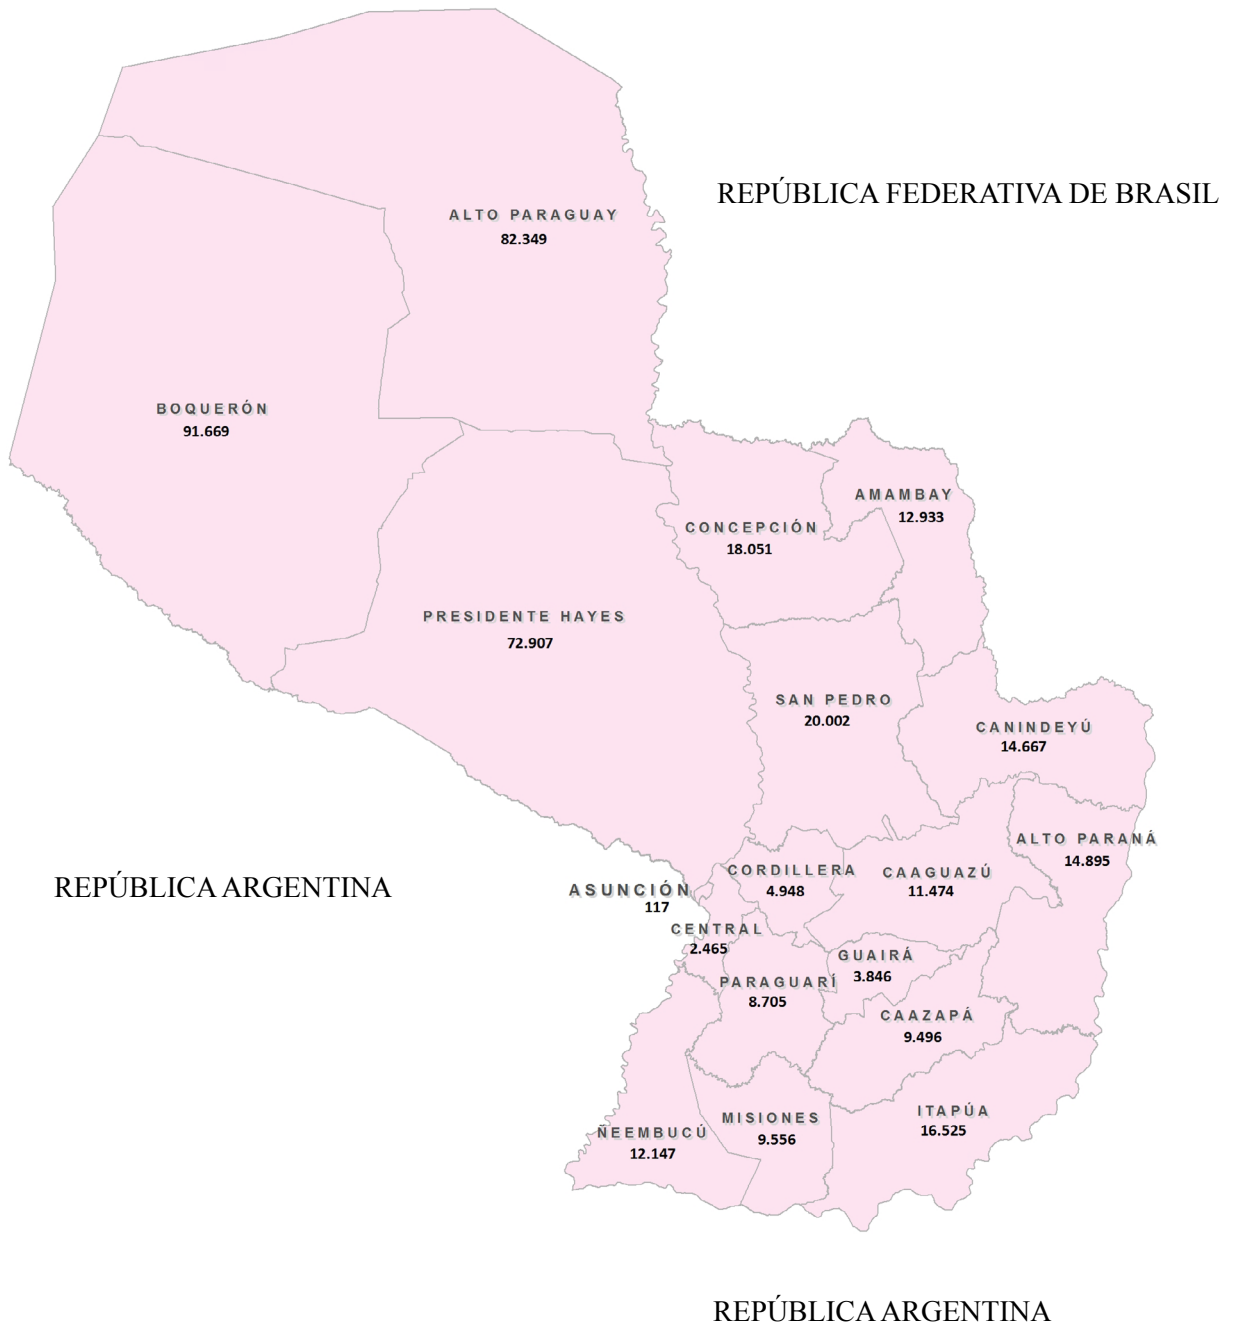 REPÚBLICA FEDERATIVA DE BRASIL
ALTO PARAGUAY
82.349
BOQUERÓN
91.669
AMAMBAY
12.933
CONCEPCIÓN
18.051
PRESIDENTE HAYES
72.907
SAN PEDRO
20.002
CANINDEYÚ
14.667
ALTO PARANÁ
14.895
CORDILLERA
4.948
CAAGUAZÚ
11.474
REPÚBLICA ARGENTINA
ASUNCIÓN
117
CENTRAL
2.465
GUAIRÁ
3.846
PARAGUARÍ
8.705
CAAZAPÁ
9.496
ITAPÚA
16.525
MISIONES
9.556
ÑEEMBUCÚ
12.147
REPÚBLICA ARGENTINA